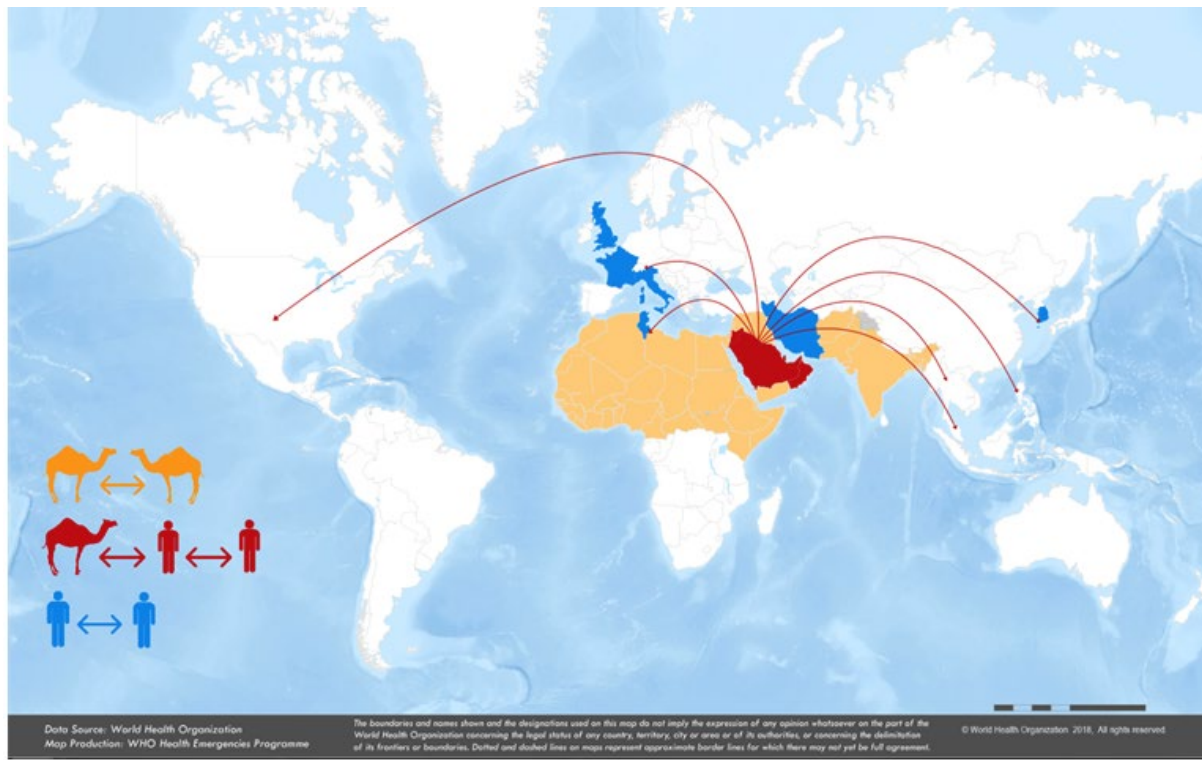 Data Source: World Health Organization
Map Production: WHO Health Emergencies Programme
The boundaries and names shown and the designations used on this map do not imply the expression of any opinion whatsoever on the part of the
World Health Organization concerning the legal status of any country, territory, city or area or of its authorities, or concerning the delimitation
of its frontiers or boundaries. Dotted and dashed lines on maps represent approximate border lines for which there may not yet be full agreement.
© World Health Organization 2018, All rights reserved.